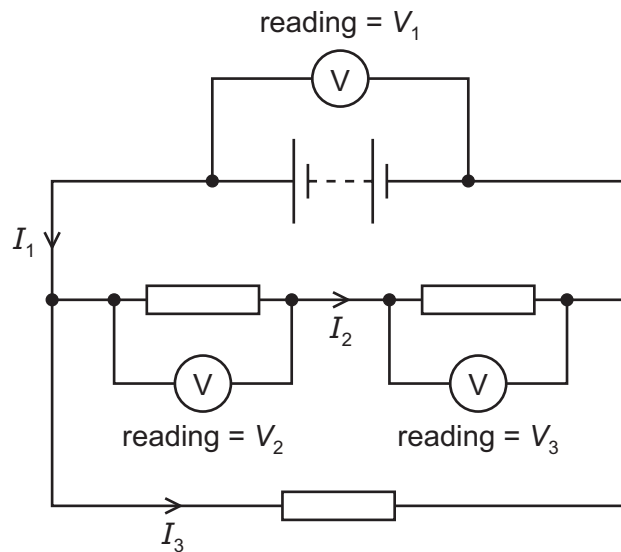 reading = V₁
V
I₁
I₂
V
V
reading = V₂
reading = V₃
I₃